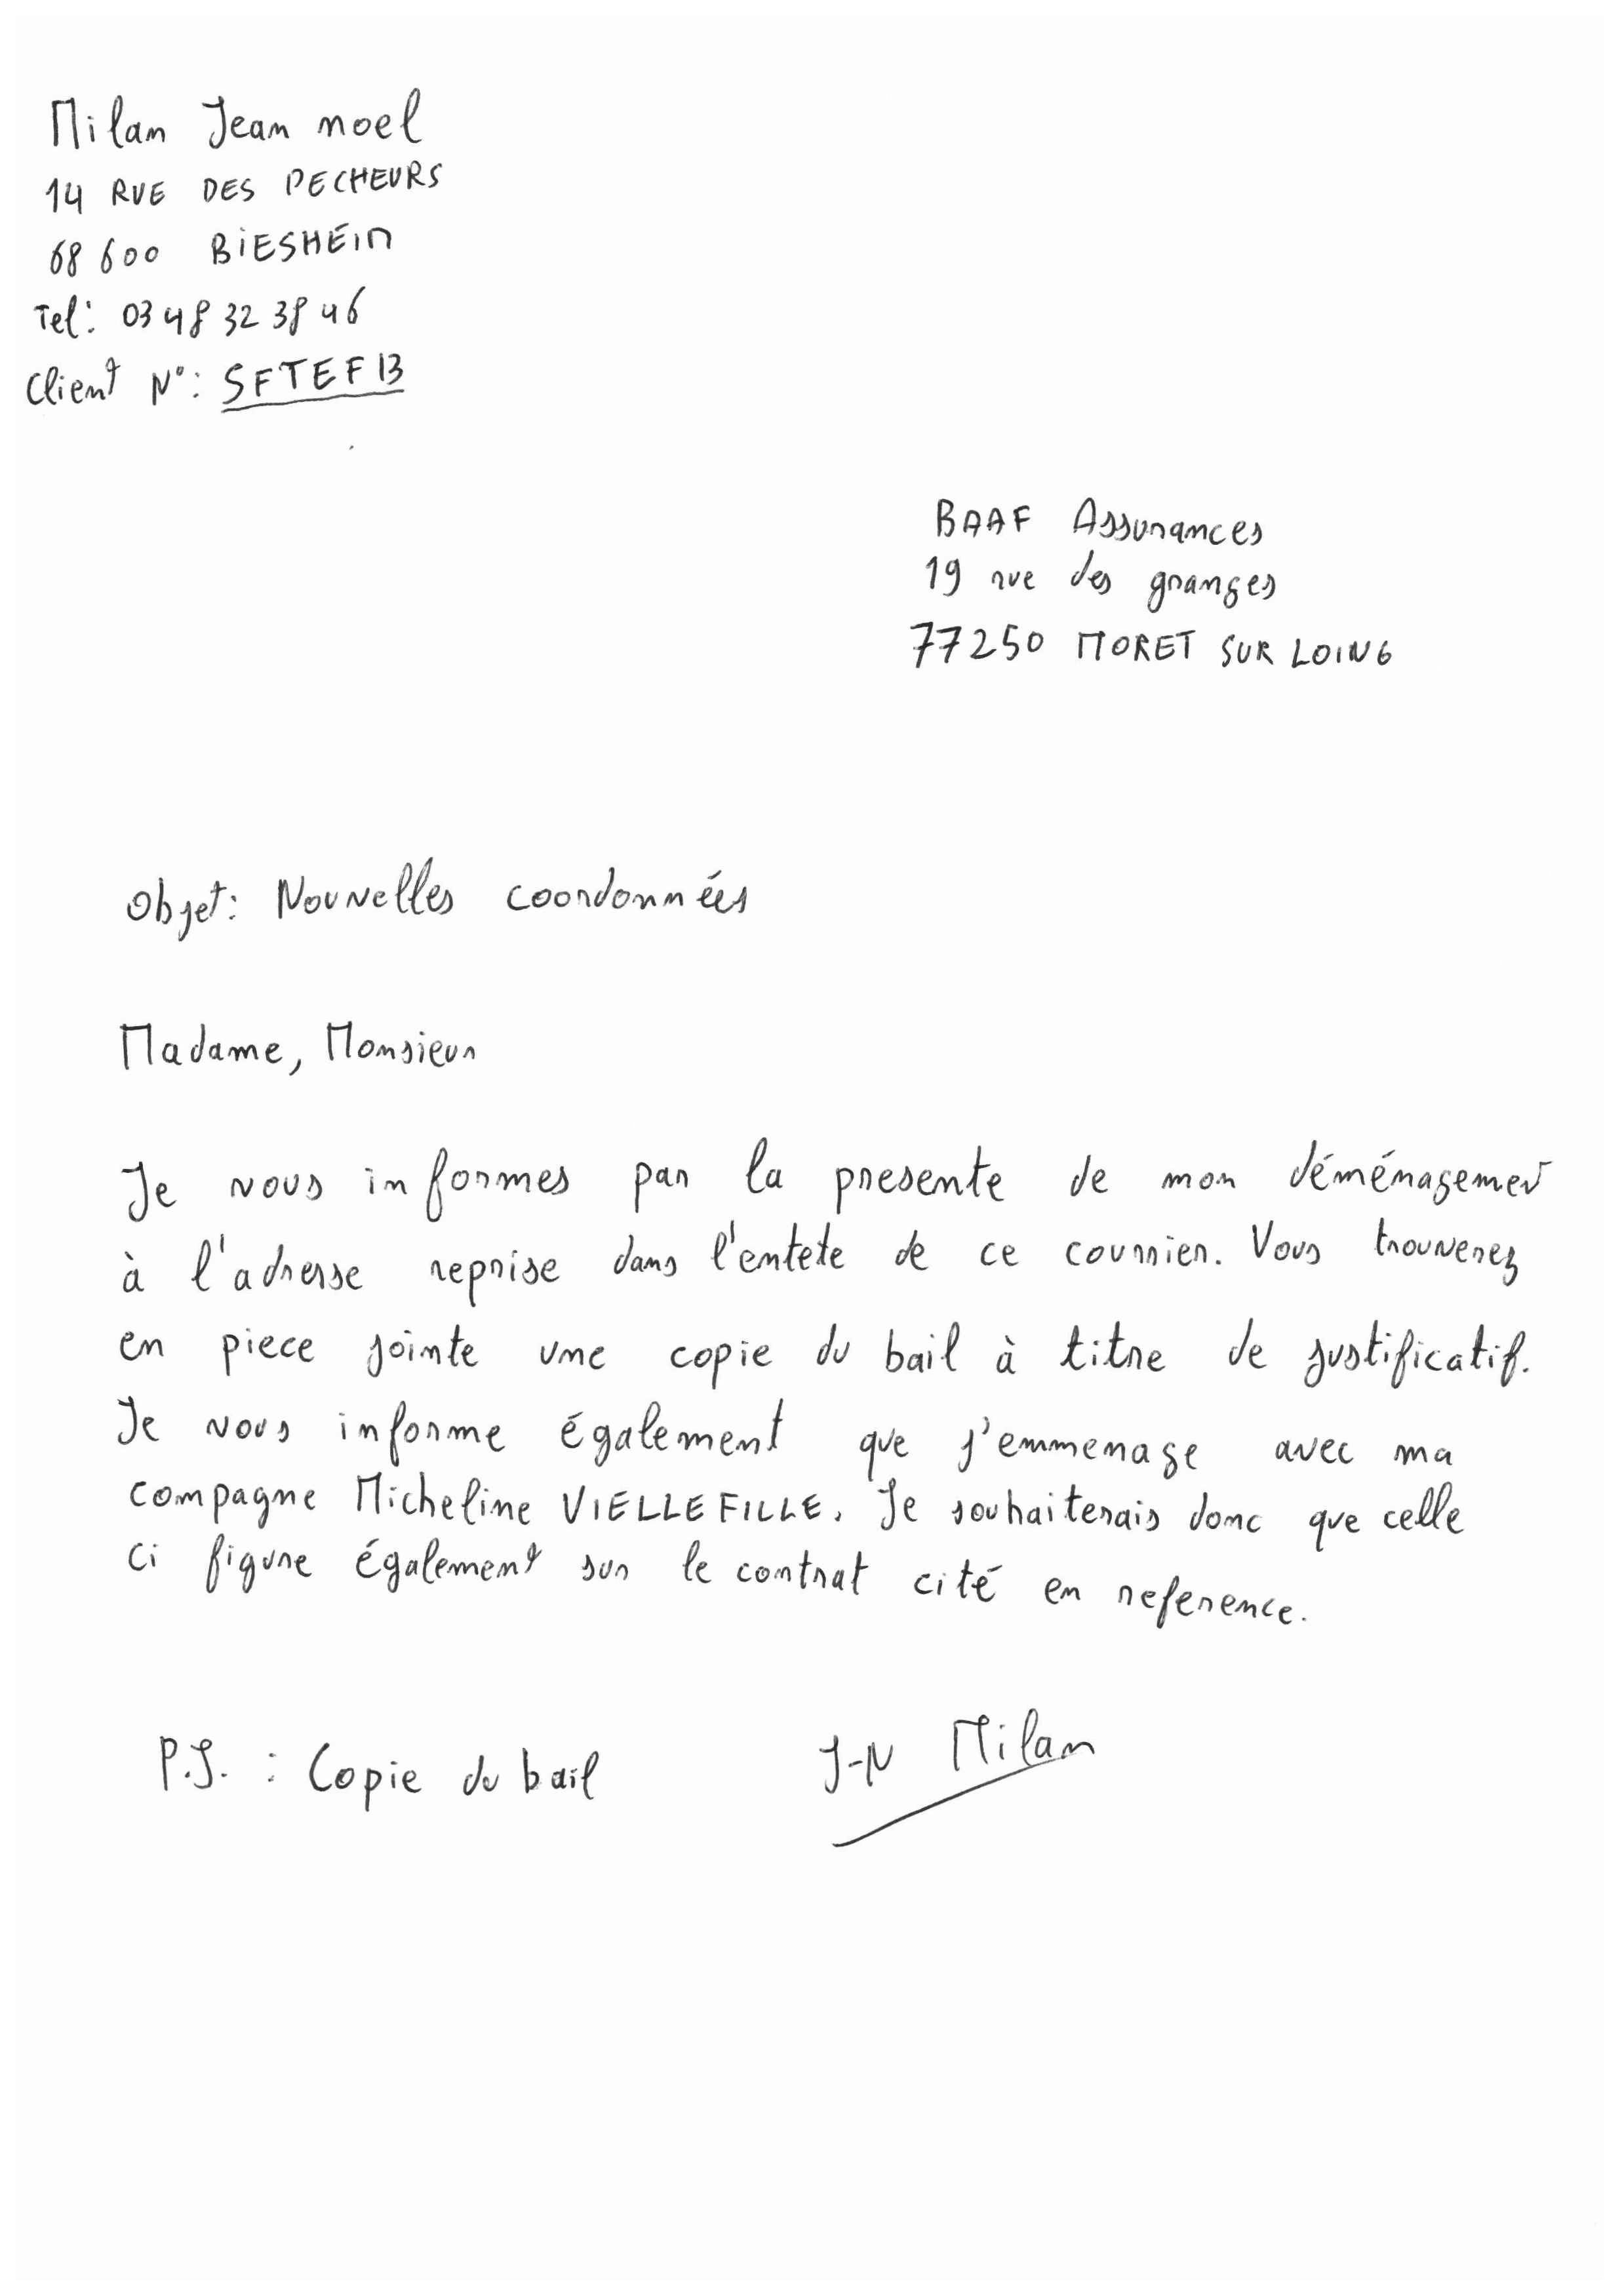 Milan Jean noel
14 RUE DES PECHEURS
68 600 BIESHEIM
Tel: 03 48 32 38 46
Client N°: SFTEF13
BAAF Assurances
19 rue des granges
77250 MORET SUR LOING
Objet: Nouvelles coordonnées
Madame, Monsieur
Je vous informes par la presente de mon déménagement
à l'adresse reprise dans l'entete de ce courrier. Vous trouverez
en piece jointe une copie du bail à titre de justificatif.
Je vous informe également que j'emmenage avec ma
compagne Micheline VIELLEFILLE. Je souhaiterais donc que celle
ci figure également sur le contrat cité en reference.
P.J. : Copie du bail
J-N Milan